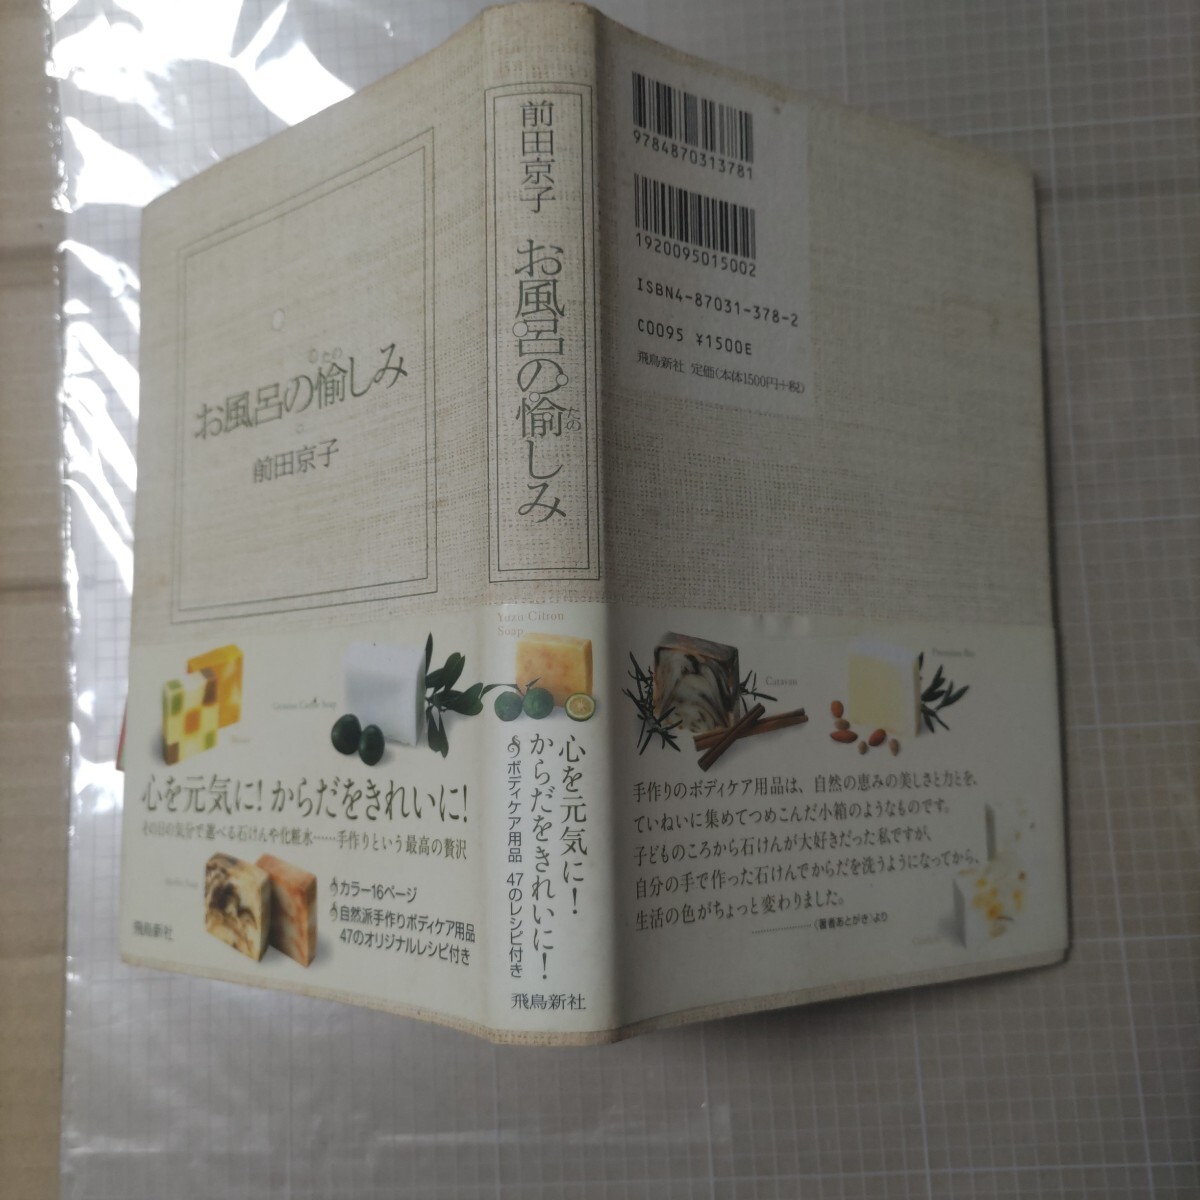 たの
お風呂の愉しみ
前田京子
心を元気に!からだをきれいに!
その日の気分で選べる石けんや化粧水……手作りという最高の贅沢
カラー16ページ
自然派手作りボディケア用品
47のオリジナルレシピ付き
飛鳥新社
前田京子
お風呂の愉しみ
たの
Yuzu Citron
Soap
心を元気に!
からだをきれいに!
ボディケア用品 47のレシピ付き
飛鳥新社
9784870313781
1920095015002
ISBN4-87031-378-2
C0095 ¥1500E
飛鳥新社 定価(本体1500円+税)
Caravan
手作りのボディケア用品は、自然の恵みの美しさと力とを、
ていねいに集めてつめこんだ小箱のようなものです。
子どものころから石けんが大好きだった私ですが、
自分の手で作った石けんでからだを洗うようになってから、
生活の色がちょっと変わりました。
〈著者あとがき〉より